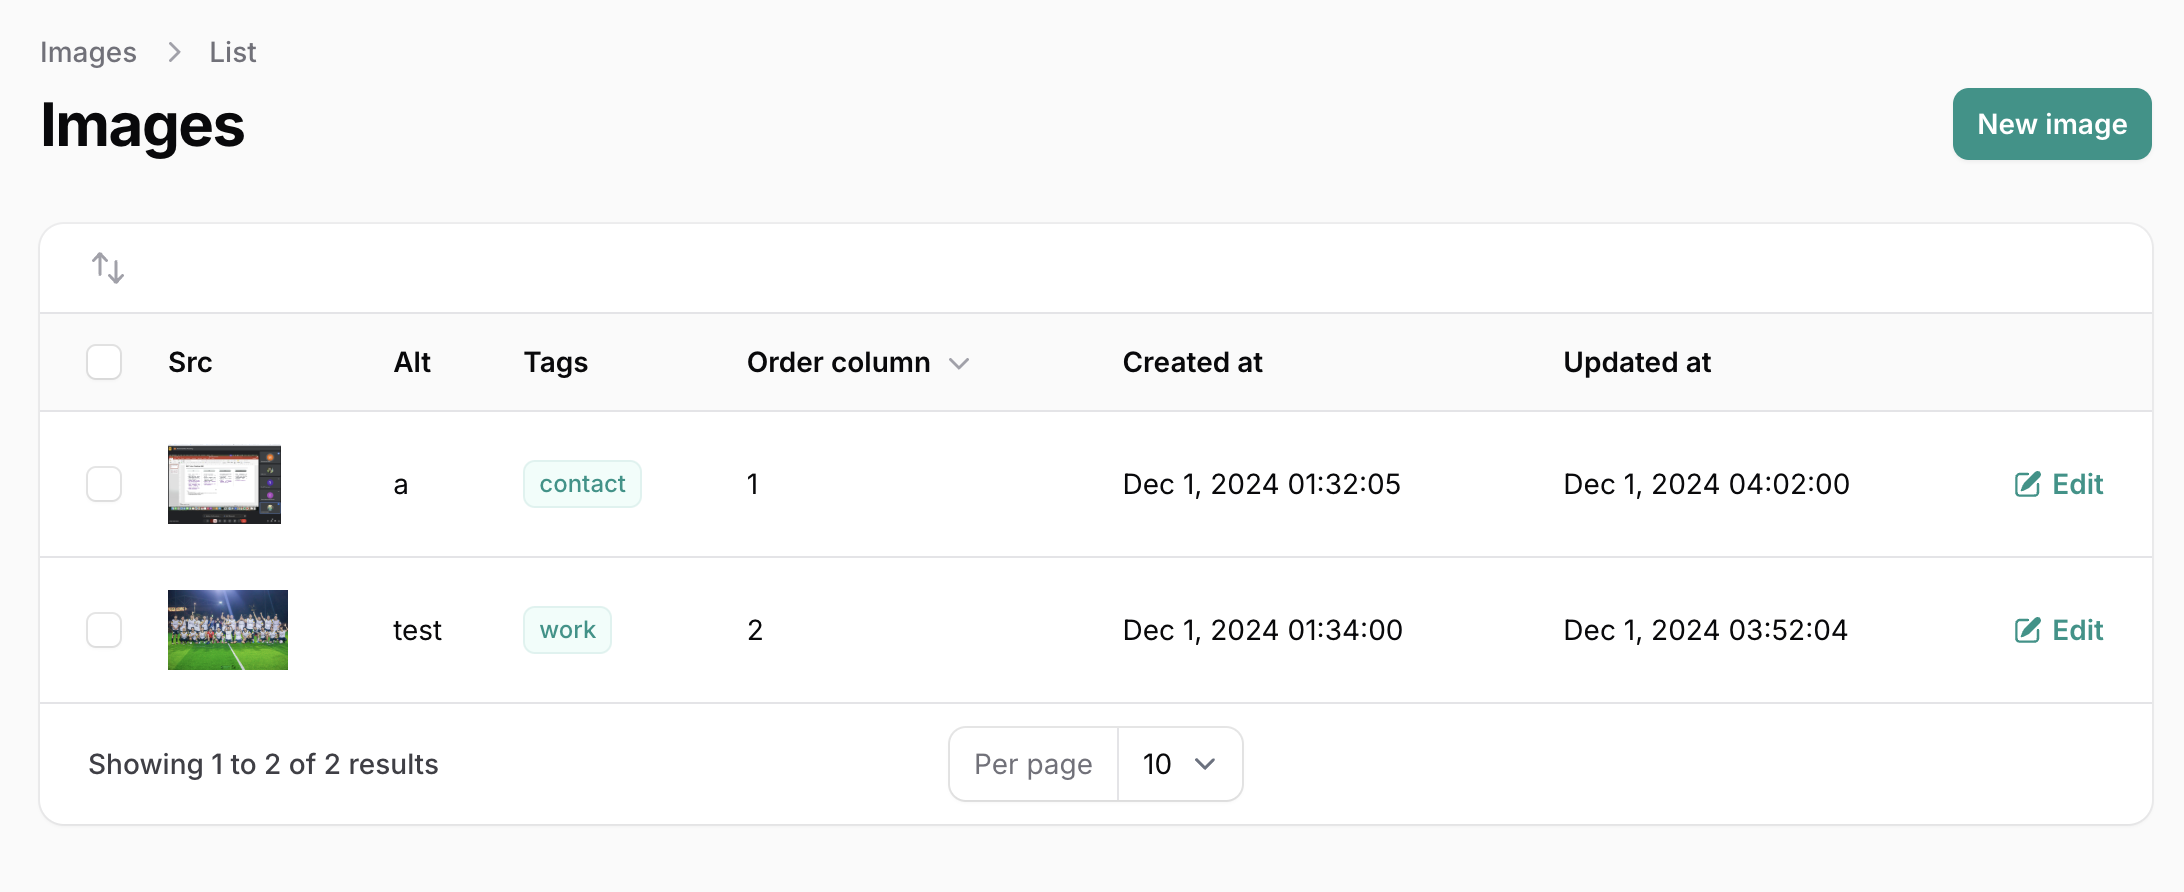 Images > List
Images
New image
Src Alt Tags Order column Created at Updated at
a contact 1 Dec 1, 2024 01:32:05 Dec 1, 2024 04:02:00 Edit
test work 2 Dec 1, 2024 01:34:00 Dec 1, 2024 03:52:04 Edit
Showing 1 to 2 of 2 results Per page 10